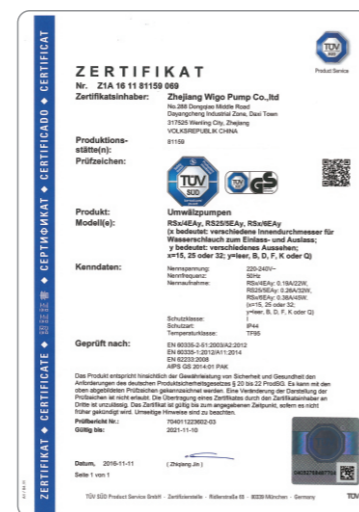 ZERTIFIKAT ◆ CERTIFICATE ◆ 認証証書 ◆ СЕРТИФИКАТ ◆ CERTIFICADO ◆ CERTIFICAT
TÜV
SÜD
Product Service
ZERTIFIKAT
Nr. Z1A 16 11 81159 069
Zertifikatsinhaber: Zhejiang Wigo Pump Co.,ltd
No.268 Dongqiao Middle Road
Dayangcheng Industrial Zone, Daxi Town
317525 Wenling City, Zhejiang
VOLKSREPUBLIK CHINA
Produktions-
stätte(n): 81159
Prüfzeichen:
TÜV
SÜD
GS
Produkt: Umwälzpumpen
Modell(e): RSx/4EAy, RS25/5EAy, RSx/6EAy
(x bedeutet: verschiedene Innendurchmesser für
Wasserschlauch zum Einlass- und Auslass;
y bedeutet: verschiedenes Aussehen;
x=15, 25 oder 32; y=leer, B, D, F, K oder Q)
Kenndaten: Nennspannung: 220-240V~
Nennfrequenz: 50Hz
Nennaufnahme: RSx/4EAy: 0.19A/22W,
RS25/5EAy: 0.26A/32W,
RSx/6EAy: 0.36A/45W,
(x=15, 25 oder 32;
y=leer, B, D, F, K oder Q)
Schutzklasse: I
Schutzart: IP44
Temperaturklasse: TF95
Geprüft nach: EN 60335-2-51:2003/A2:2012
EN 60335-1:2012/A11:2014
EN 62233:2008
AfPS GS 2014:01 PAK
Das Produkt entspricht hinsichtlich der Gewährleistung von Sicherheit und Gesundheit den
Anforderungen des deutschen Produktsicherheitsgesetzes § 20 bis 22 ProdSG. Es kann mit den
oben abgebildeten Prüfzeichen gekennzeichnet werden. Eine Veränderung der Darstellung der
Prüfzeichen ist nicht erlaubt. Die Übertragung eines Zertifikates durch den Zertifikatsinhaber an
Dritte ist unzulässig. Das Zertifikat ist gültig bis zum angegebenen Zeitpunkt, sofern es nicht
früher gekündigt wird. Umseitige Hinweise sind zu beachten.
Prüfbericht Nr.: 704011223602-03
Gültig bis: 2021-11-10
Datum, 2016-11-11
( Zhejiang Jin )
Seite 1 von 1
TÜV SÜD Product Service GmbH · Zertifizierstelle · Ridlerstraße 65 · 80339 München · Germany
TÜV